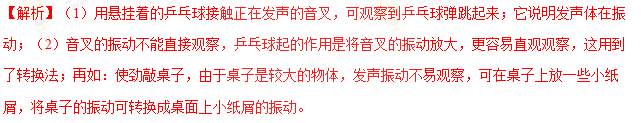 【解析】（1）用悬挂着的乒乓球接触正在发声的音叉，可观察到乒乓球弹跳起来；它说明发声体在振
动；（2）音叉的振动不能直接观察，乒乓球起的作用是将音叉的振动放大，更容易直观观察，这用到
了转换法；再如：使劲敲桌子，由于桌子是较大的物体，发声振动不易观察，可在桌子上放一些小纸
屑，将桌子的振动可转换成桌面上小纸屑的振动。